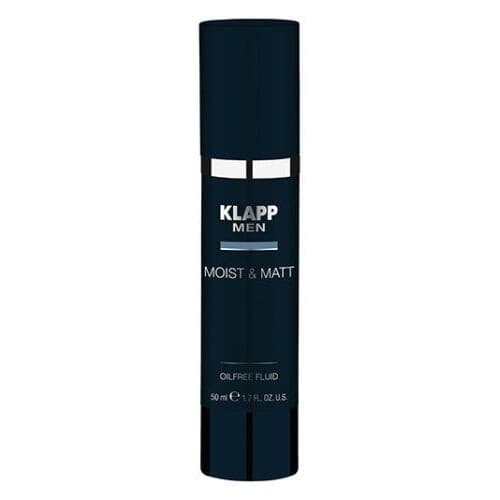 KLAPP
MEN
MOIST & MATT
OILFREE FLUID
50 ml ℮ 1.7 FL. OZ. U.S.